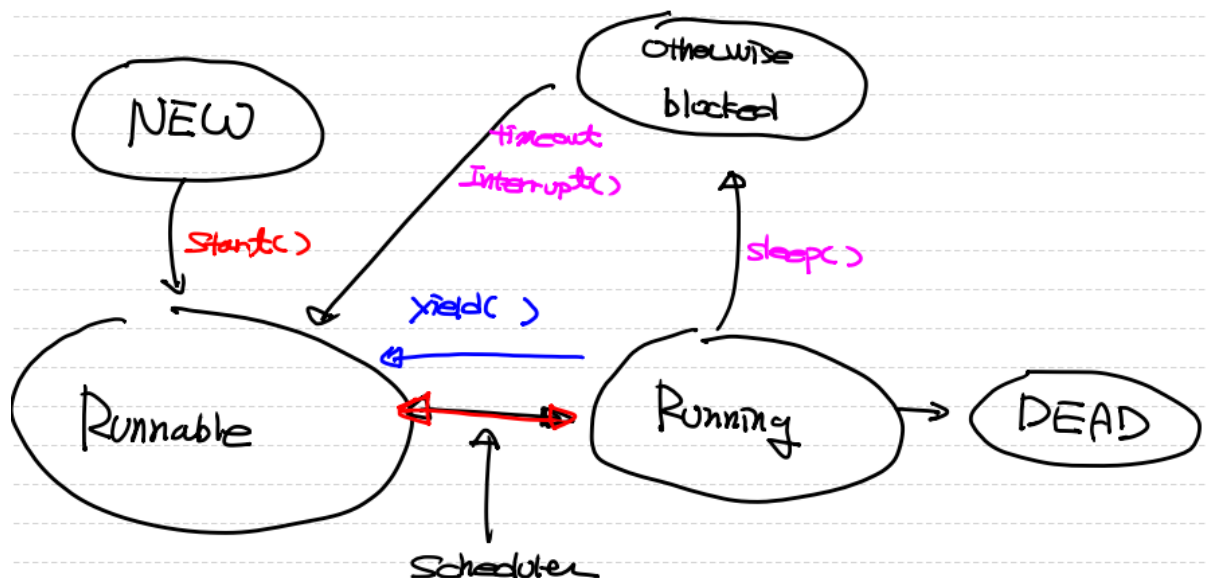 Otherwise
blocked
NEW
timeout
Interrupt()
Start()
sleep()
yield( )
Runnable
Running
DEAD
Scheduler